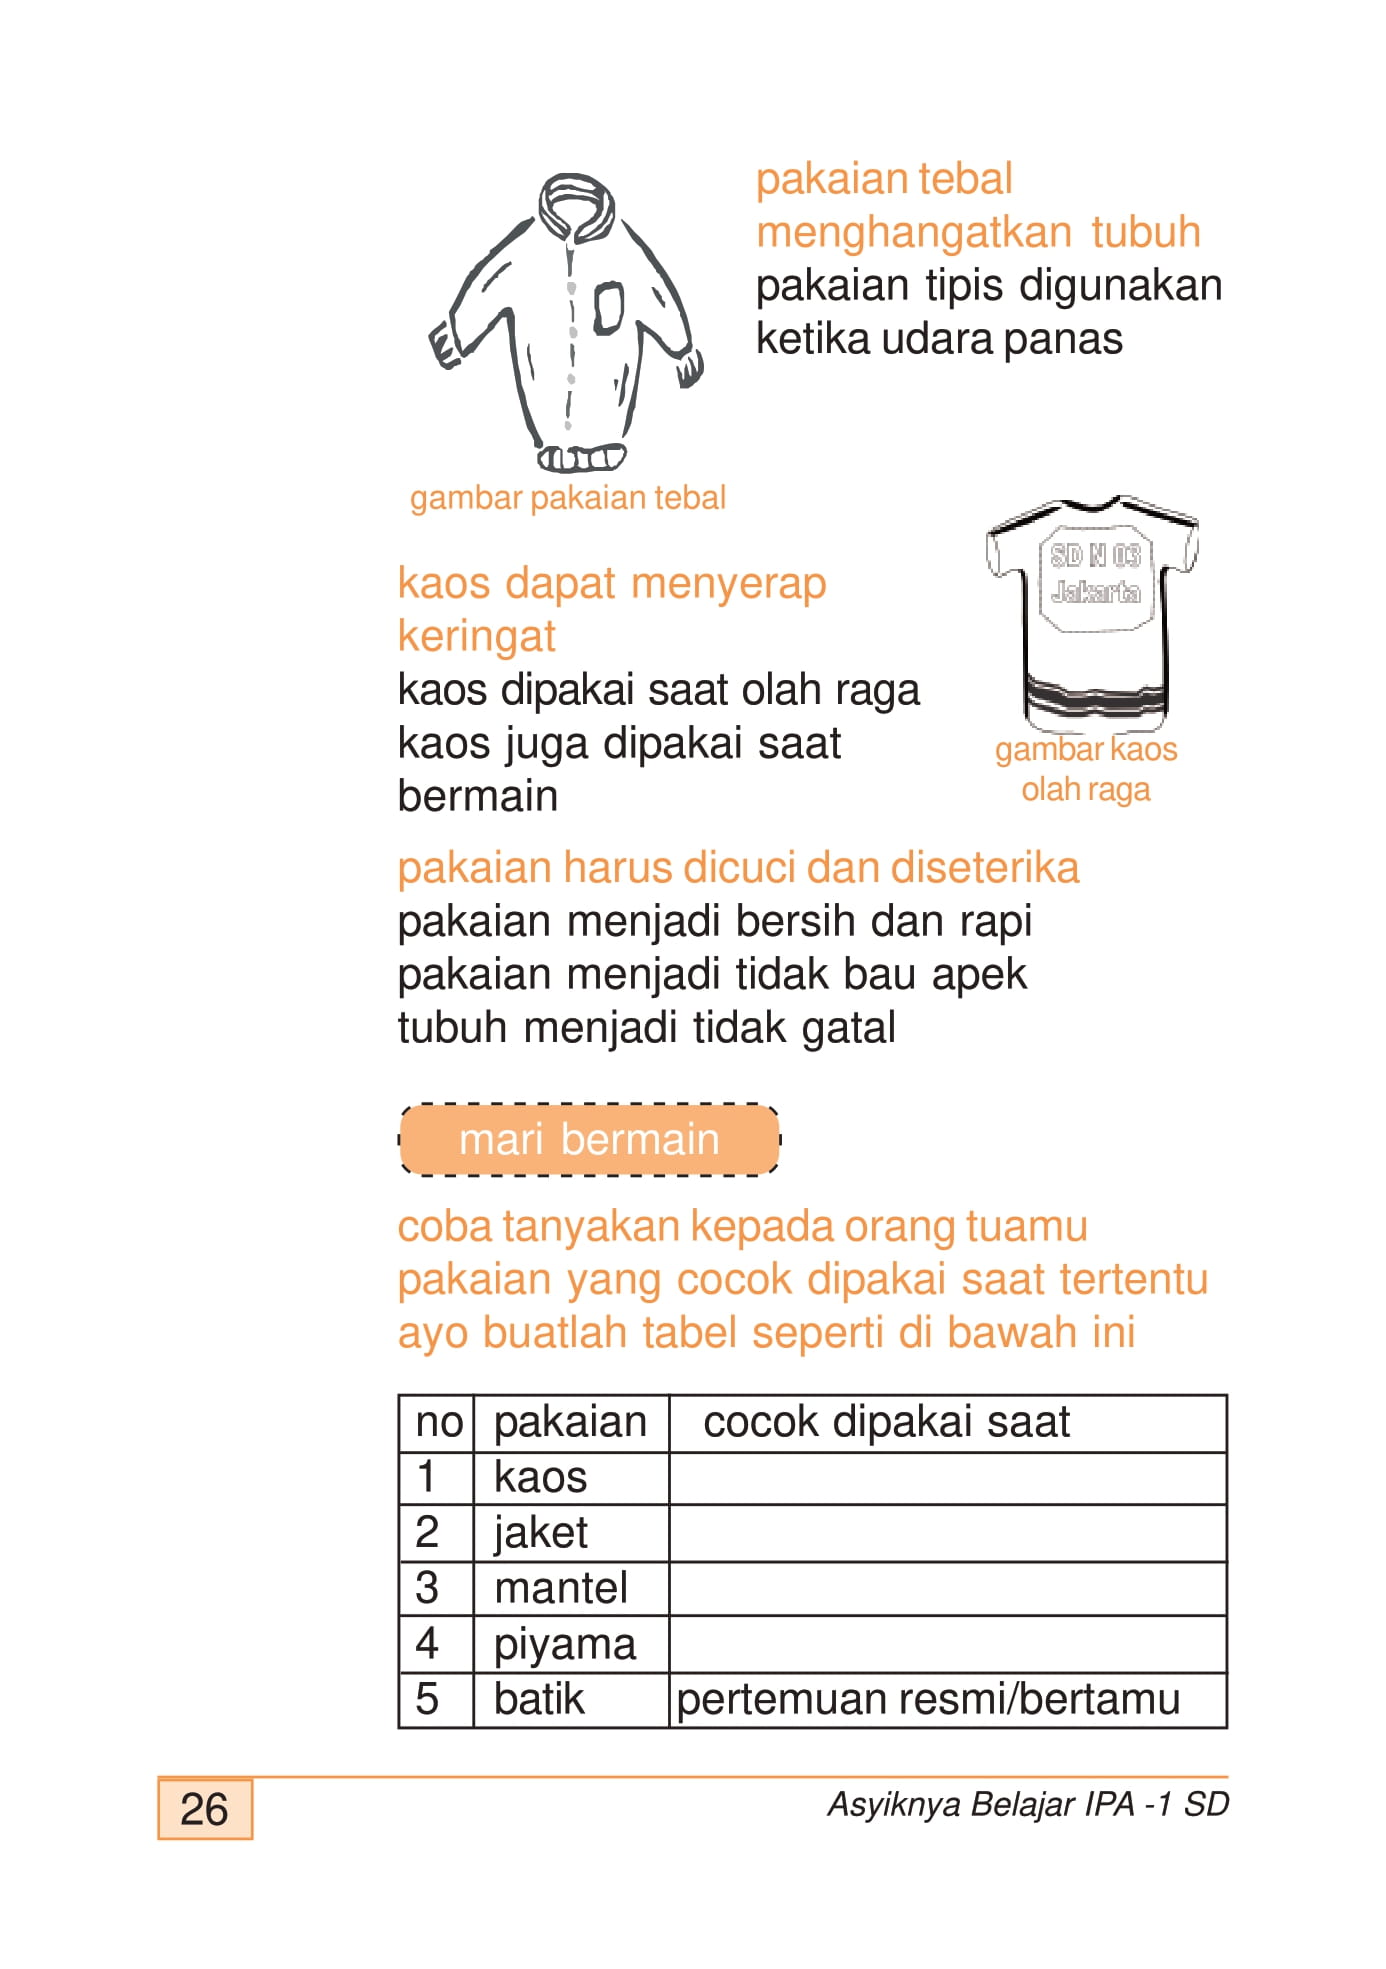 pakaian tebal
menghangatkan tubuh
pakaian tipis digunakan
ketika udara panas
gambar pakaian tebal
SD N 03
Jakarta
gambar kaos
olah raga
kaos dapat menyerap
keringat
kaos dipakai saat olah raga
kaos juga dipakai saat
bermain
pakaian harus dicuci dan diseterika
pakaian menjadi bersih dan rapi
pakaian menjadi tidak bau apek
tubuh menjadi tidak gatal
mari bermain
coba tanyakan kepada orang tuamu
pakaian yang cocok dipakai saat tertentu
ayo buatlah tabel seperti di bawah ini
no pakaian cocok dipakai saat
1 kaos
2 jaket
3 mantel
4 piyama
5 batik pertemuan resmi/bertamu
26
Asyiknya Belajar IPA -1 SD